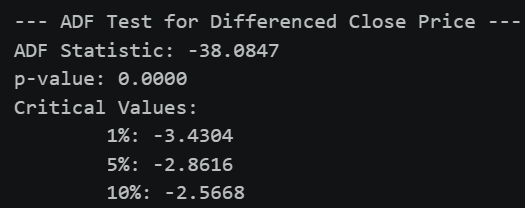 --- ADF Test for Differenced Close Price ---
ADF Statistic: -38.0847
p-value: 0.0000
Critical Values:
        1%: -3.4304
        5%: -2.8616
        10%: -2.5668